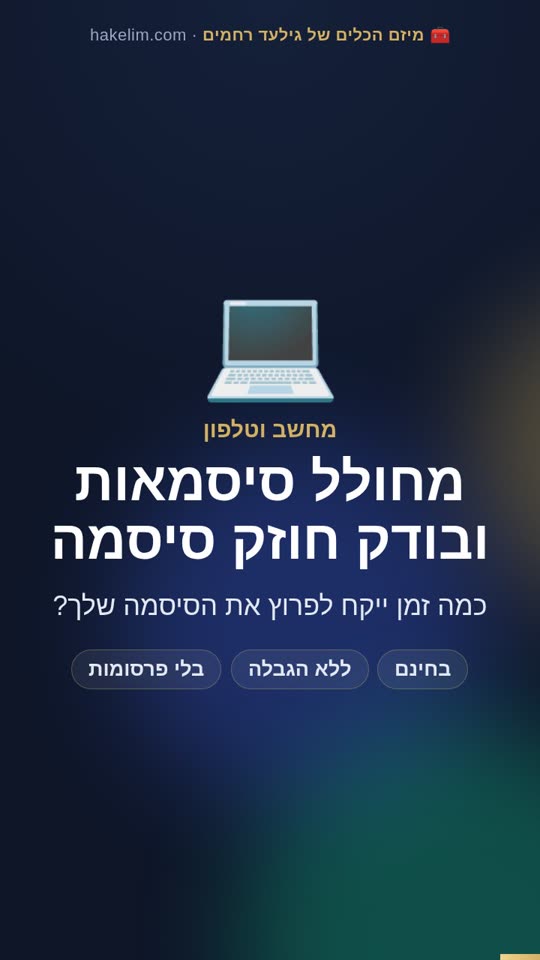 🧰 מיזם הכלים של גילעד רחמים · hakelim.com
מחשב וטלפון
מחולל סיסמאות
ובודק חוזק סיסמה
כמה זמן ייקח לפרוץ את הסיסמה שלך?
בחינם ללא הגבלה בלי פרסומות